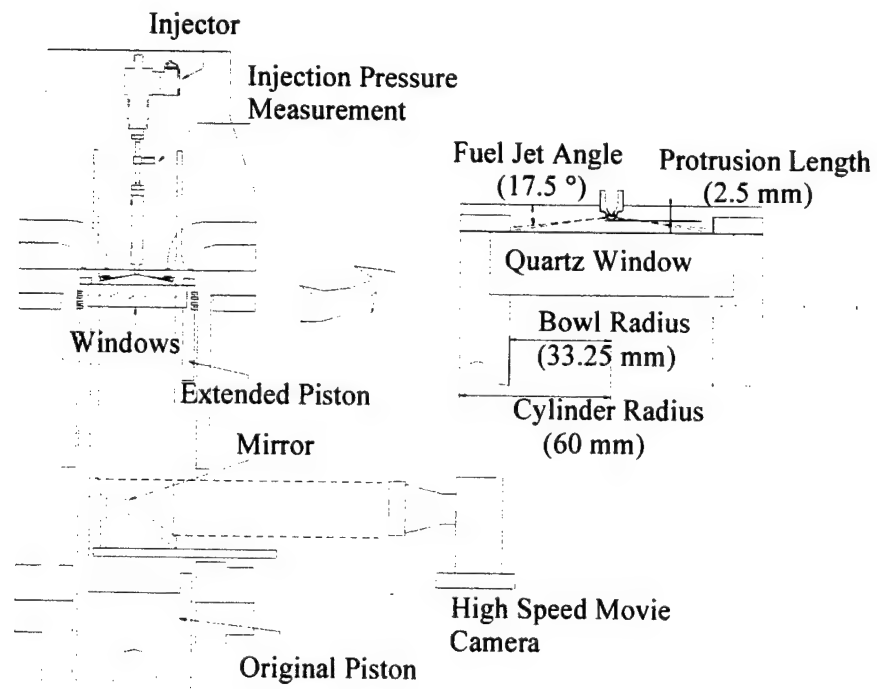 Injector
Injection Pressure
Measurement
Fuel Jet Angle
(17.5 °)
Protrusion Length
(2.5 mm)
Quartz Window
Bowl Radius
(33.25 mm)
Windows
Extended Piston
Cylinder Radius
(60 mm)
Mirror
High Speed Movie
Camera
Original Piston